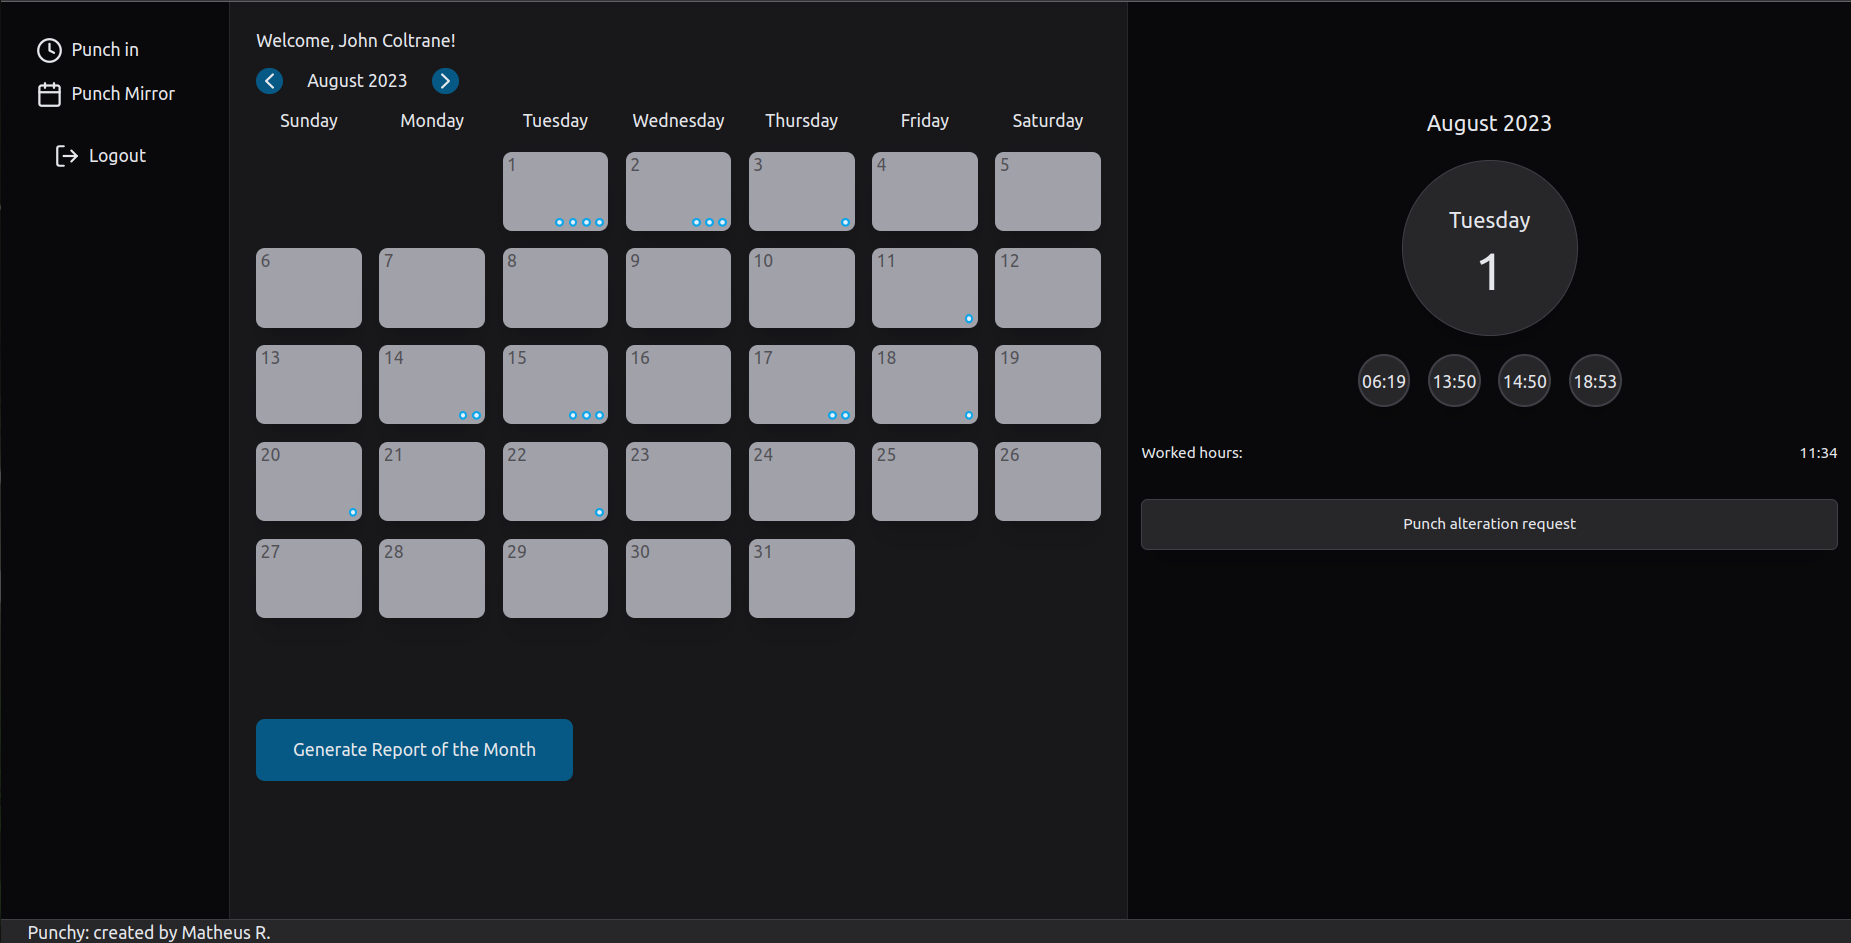 Punch in
Punch Mirror
Logout
Welcome, John Coltrane!
August 2023
Sunday Monday Tuesday Wednesday Thursday Friday Saturday
1 2 3 4 5
6 7 8 9 10 11 12
13 14 15 16 17 18 19
20 21 22 23 24 25 26
27 28 29 30 31
Generate Report of the Month
August 2023
Tuesday
1
06:19 13:50 14:50 18:53
Worked hours: 11:34
Punch alteration request
Punchy: created by Matheus R.